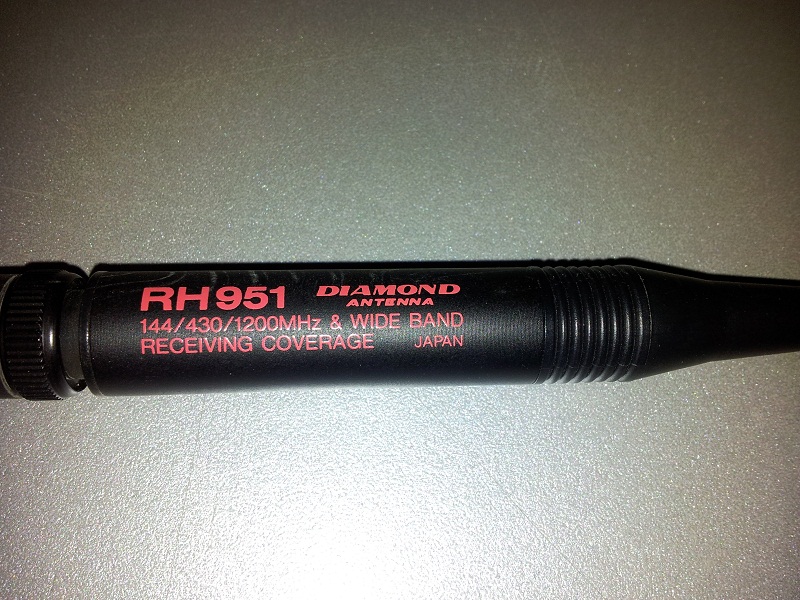 RH951 DIAMOND
ANTENNA
144/430/1200MHz & WIDE BAND
RECEIVING COVERAGE JAPAN